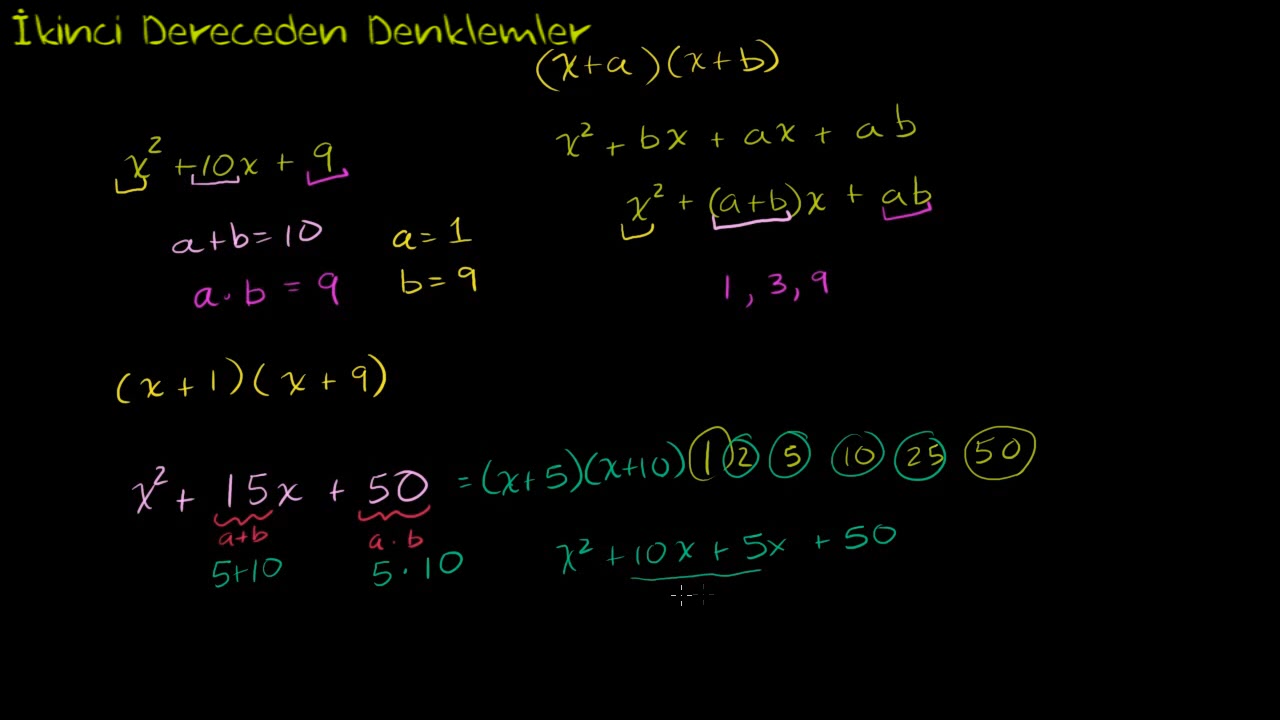 İkinci Dereceden Denklemler
(x+a)(x+b)
x² + bx + ax + ab
x² + 10x + 9
x² + (a+b)x + ab
a+b=10
a=1
a·b = 9
b=9
1, 3, 9
(x+1)(x+9)
x² + 15x + 50 = (x+5)(x+10) 1 2 5 10 25 50
a+b
a·b
5+10
5·10
x² + 10x + 5x + 50